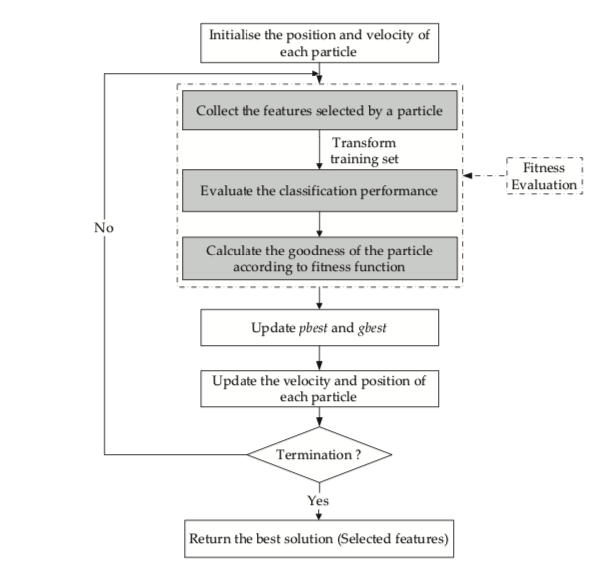 Initialise the position and velocity of
each particle
Collect the features selected by a particle
Transform
training set
Fitness
Evaluation
Evaluate the classification performance
No
Calculate the goodness of the particle
according to fitness function
Update pbest and gbest
Update the velocity and position of
each particle
Termination ?
Yes
Return the best solution (Selected features)